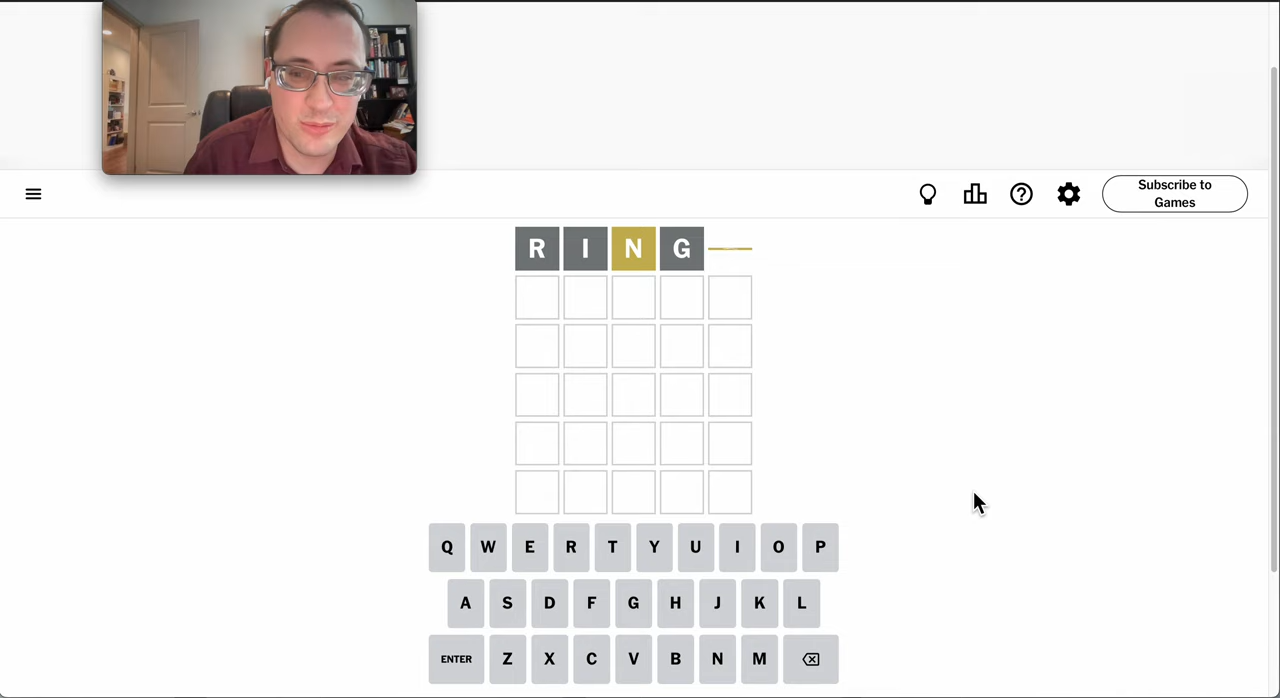 Subscribe to
Games
R I N G
Q W E R T Y U I O P
A S D F G H J K L
ENTER Z X C V B N M